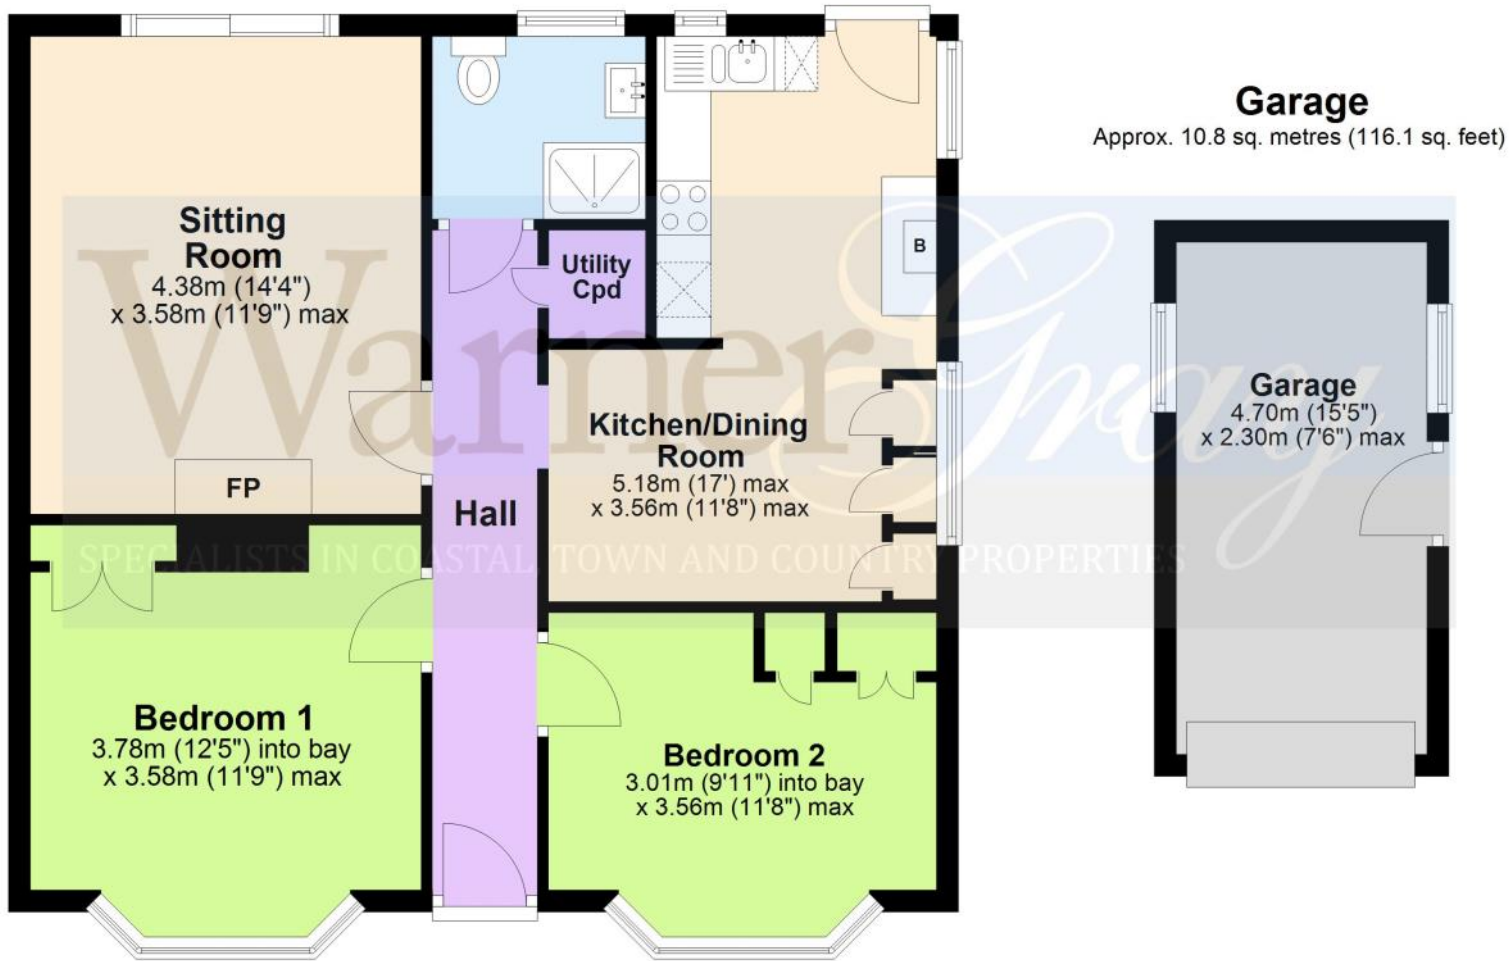 Garage
Approx. 10.8 sq. metres (116.1 sq. feet)
Sitting
Room
4.38m (14'4")
x 3.58m (11'9") max
Utility
Cpd
B
Garage
4.70m (15'5")
x 2.30m (7'6") max
Kitchen/Dining
Room
5.18m (17') max
x 3.56m (11'8") max
FP
Hall
Bedroom 1
3.78m (12'5") into bay
x 3.58m (11'9") max
Bedroom 2
3.01m (9'11") into bay
x 3.56m (11'8") max
Warner Gray
SPECIALISTS IN COASTAL, TOWN AND COUNTRY PROPERTIES